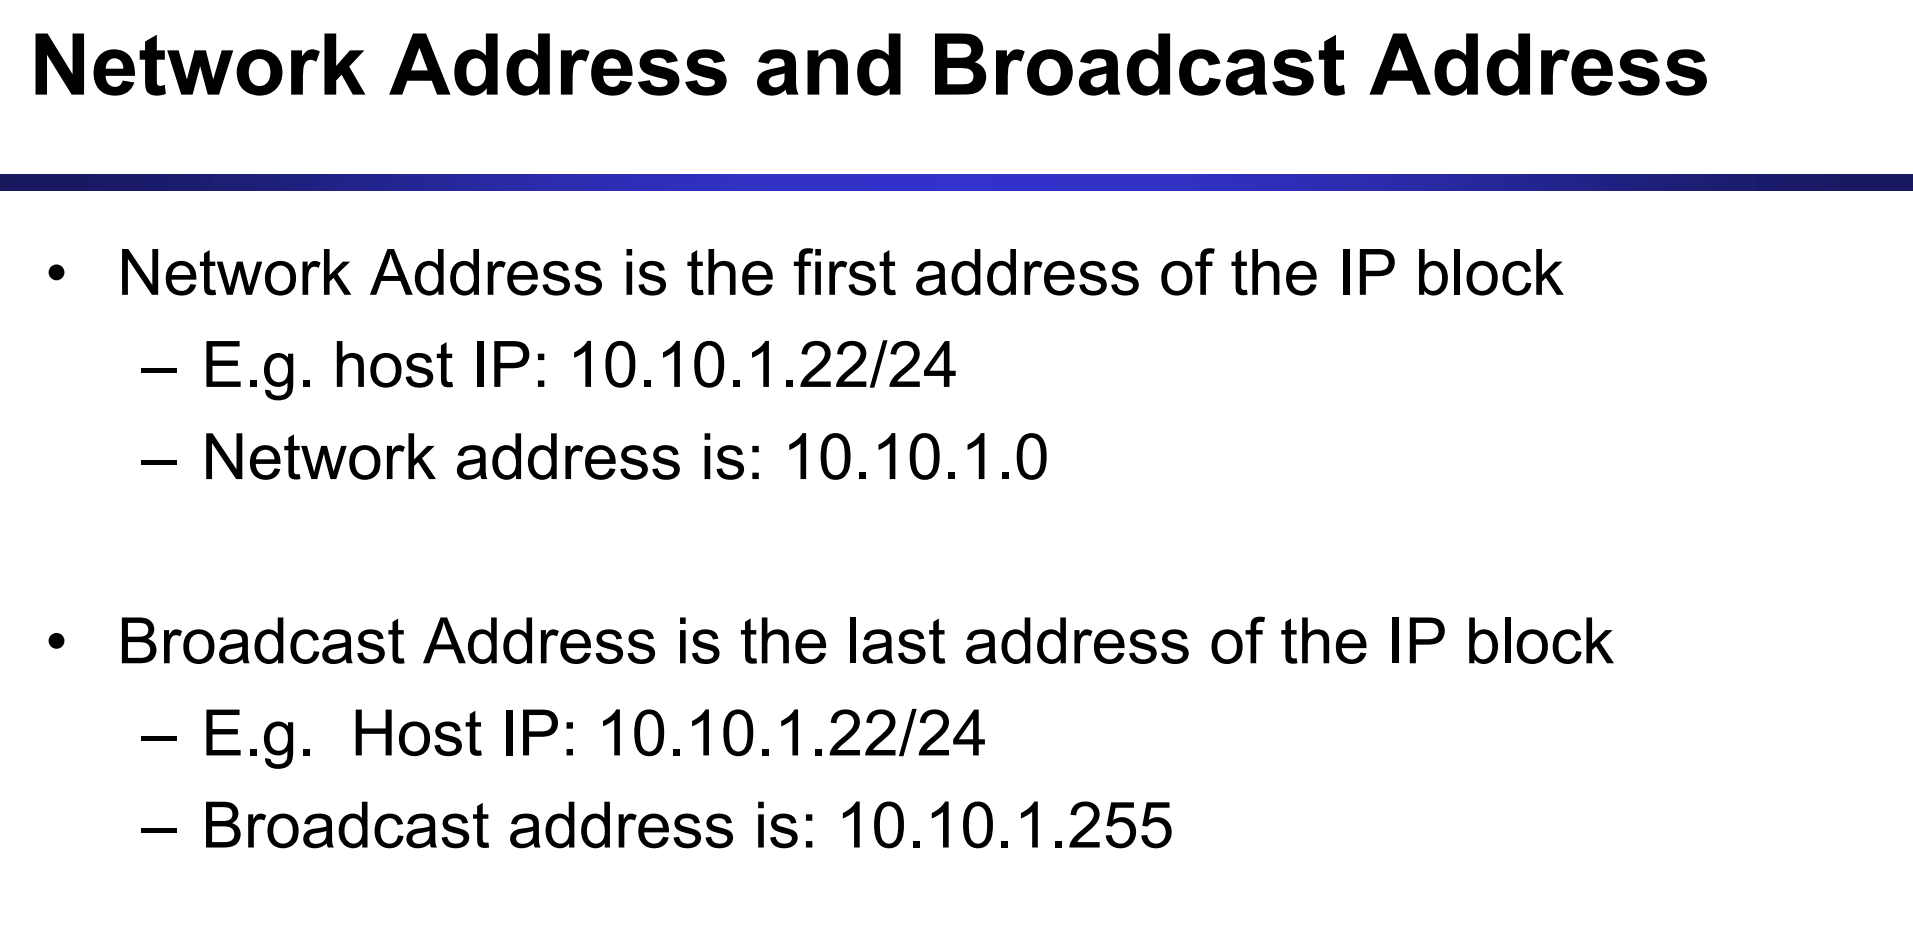 Network Address and Broadcast Address
• Network Address is the first address of the IP block
– E.g. host IP: 10.10.1.22/24
– Network address is: 10.10.1.0
• Broadcast Address is the last address of the IP block
– E.g.  Host IP: 10.10.1.22/24
– Broadcast address is: 10.10.1.255